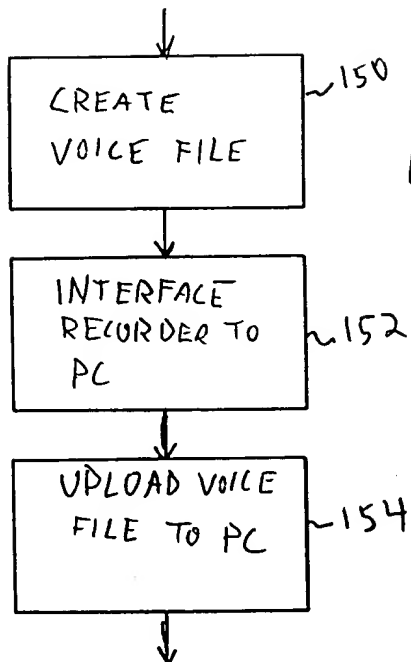 CREATE
VOICE FILE
150
INTERFACE
RECORDER TO
PC
152
UPLOAD VOICE
FILE TO PC
154